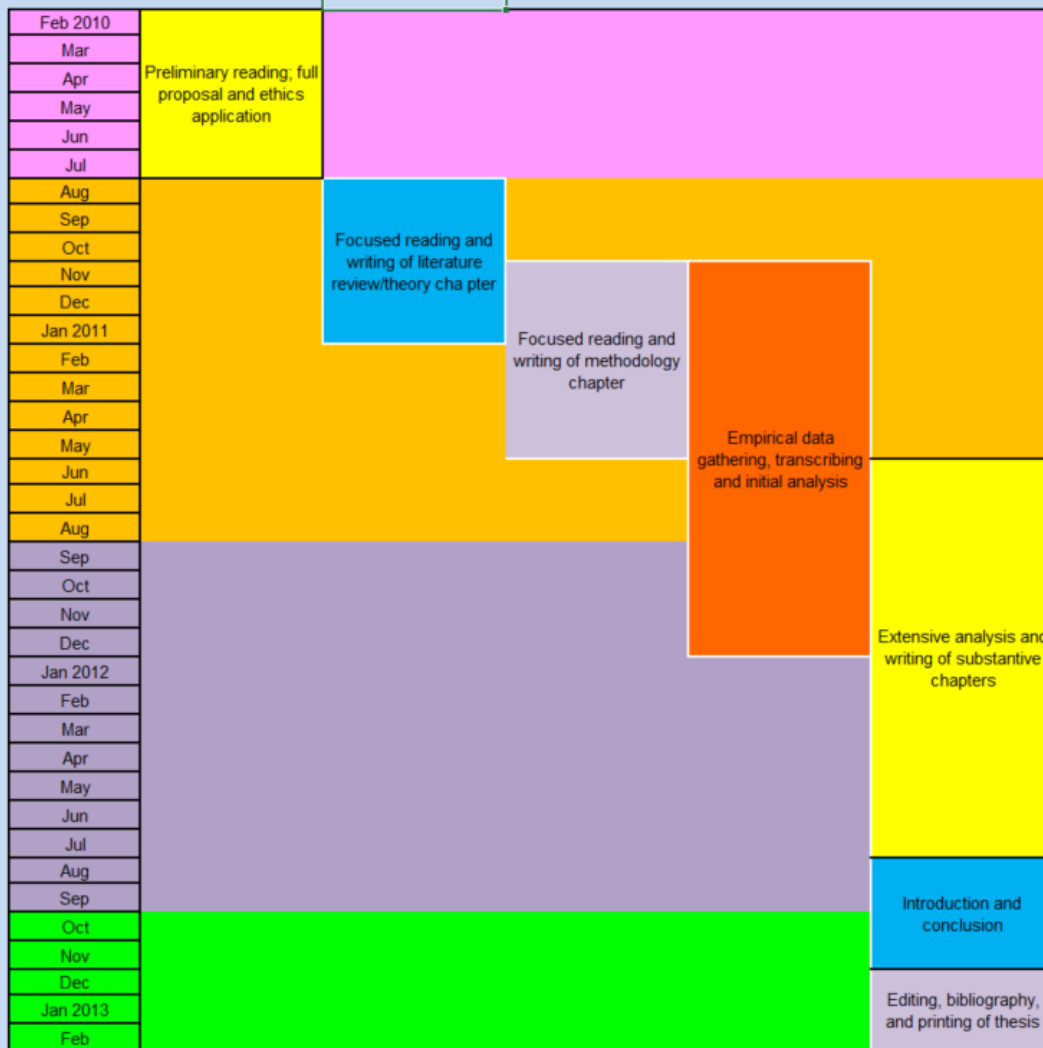 Feb 2010
Mar
Apr
May
Jun
Jul
Aug
Sep
Oct
Nov
Dec
Jan 2011
Feb
Mar
Apr
May
Jun
Jul
Aug
Sep
Oct
Nov
Dec
Jan 2012
Feb
Mar
Apr
May
Jun
Jul
Aug
Sep
Oct
Nov
Dec
Jan 2013
Feb
Preliminary reading; full
proposal and ethics
application
Focused reading and
writing of literature
review/theory cha pter
Focused reading and
writing of methodology
chapter
Empirical data
gathering, transcribing
and initial analysis
Extensive analysis and
writing of substantive
chapters
Introduction and
conclusion
Editing, bibliography,
and printing of thesis